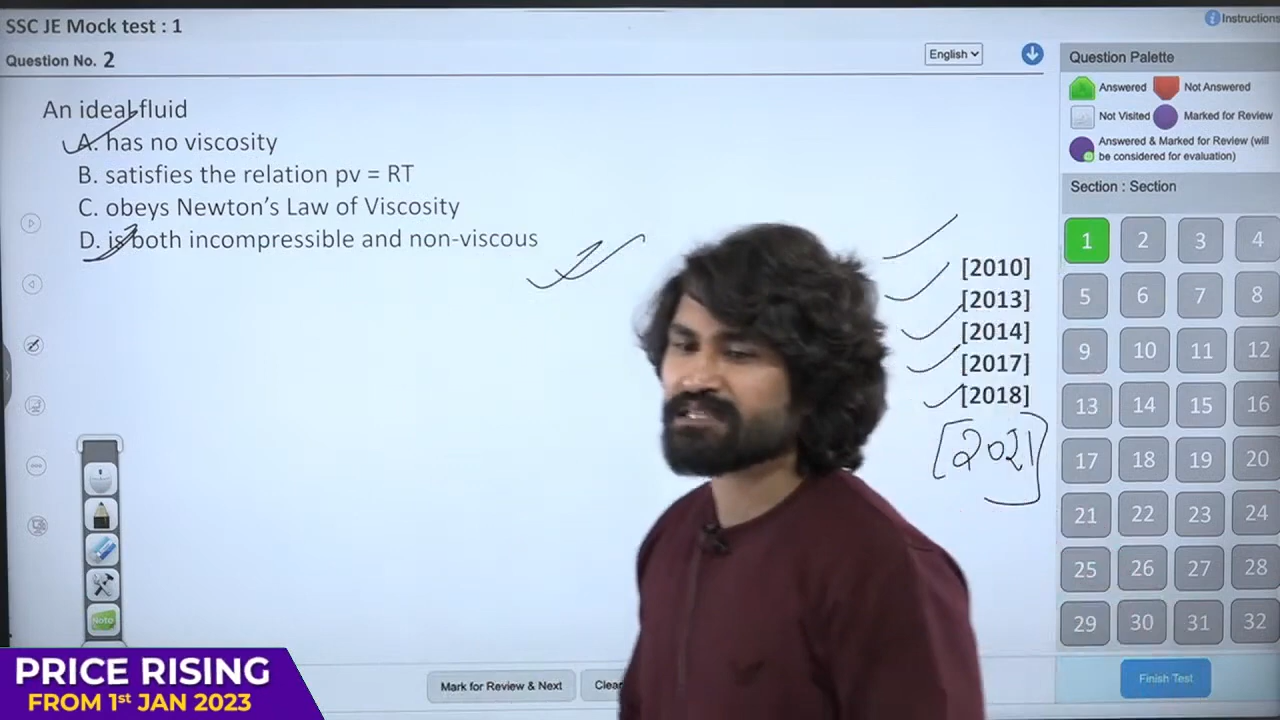 SSC JE Mock test : 1
Instructions
Question No. 2
English
Question Palette
Answered
Not Answered
Not Visited
Marked for Review
Answered & Marked for Review (will
be considered for evaluation)
Section : Section
An ideal fluid
A. has no viscosity
B. satisfies the relation pv = RT
C. obeys Newton's Law of Viscosity
D. is both incompressible and non-viscous
[2010]
[2013]
[2014]
[2017]
[2018]
[2021]
1 2 3 4
5 6 7 8
9 10 11 12
13 14 15 16
17 18 19 20
21 22 23 24
25 26 27 28
29 30 31 32
Note
Mark for Review & Next
Clear
Finish Test
PRICE RISING
FROM 1st JAN 2023